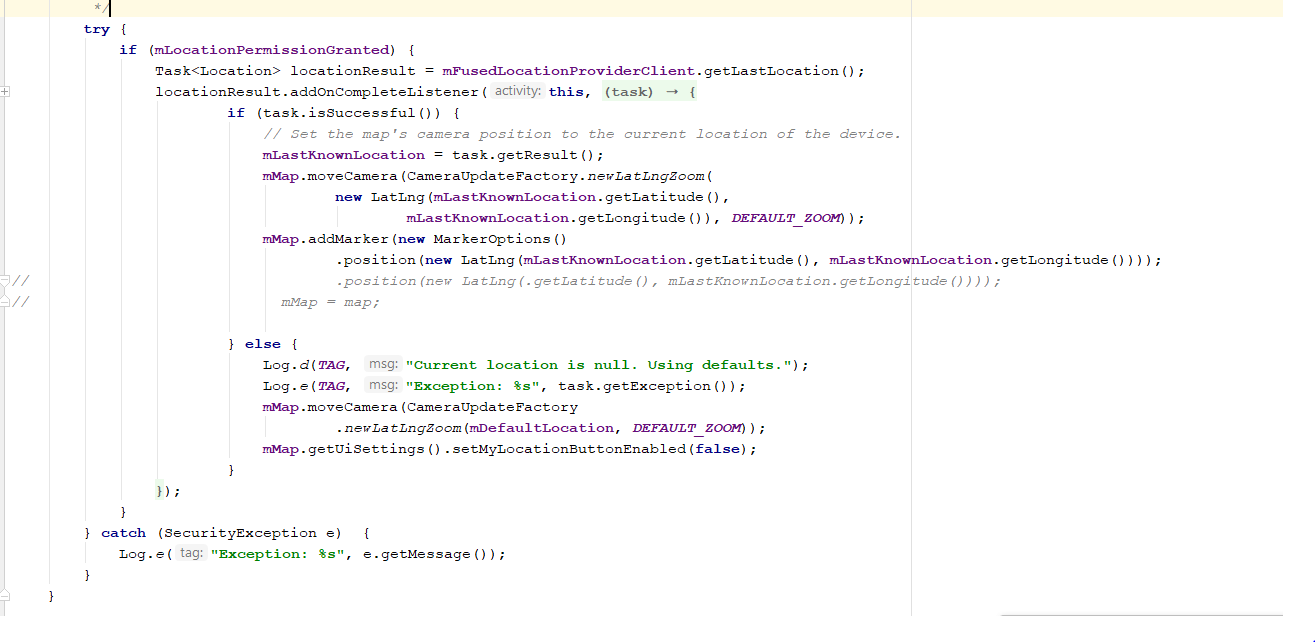 */
try {
if (mLocationPermissionGranted) {
Task<Location> locationResult = mFusedLocationProviderClient.getLastLocation();
locationResult.addOnCompleteListener( activity: this, (task) → {
if (task.isSuccessful()) {
// Set the map's camera position to the current location of the device.
mLastKnownLocation = task.getResult();
mMap.moveCamera(CameraUpdateFactory.newLatLngZoom(
new LatLng(mLastKnownLocation.getLatitude(),
mLastKnownLocation.getLongitude()), DEFAULT_ZOOM));
mMap.addMarker(new MarkerOptions()
.position(new LatLng(mLastKnownLocation.getLatitude(), mLastKnownLocation.getLongitude())));
// .position(new LatLng(.getLatitude(), mLastKnownLocation.getLongitude())));
// mMap = map;
} else {
Log.d(TAG, msg: "Current location is null. Using defaults.");
Log.e(TAG, msg: "Exception: %s", task.getException());
mMap.moveCamera(CameraUpdateFactory
.newLatLngZoom(mDefaultLocation, DEFAULT_ZOOM));
mMap.getUiSettings().setMyLocationButtonEnabled(false);
}
});
}
} catch (SecurityException e) {
Log.e( tag: "Exception: %s", e.getMessage());
}
}